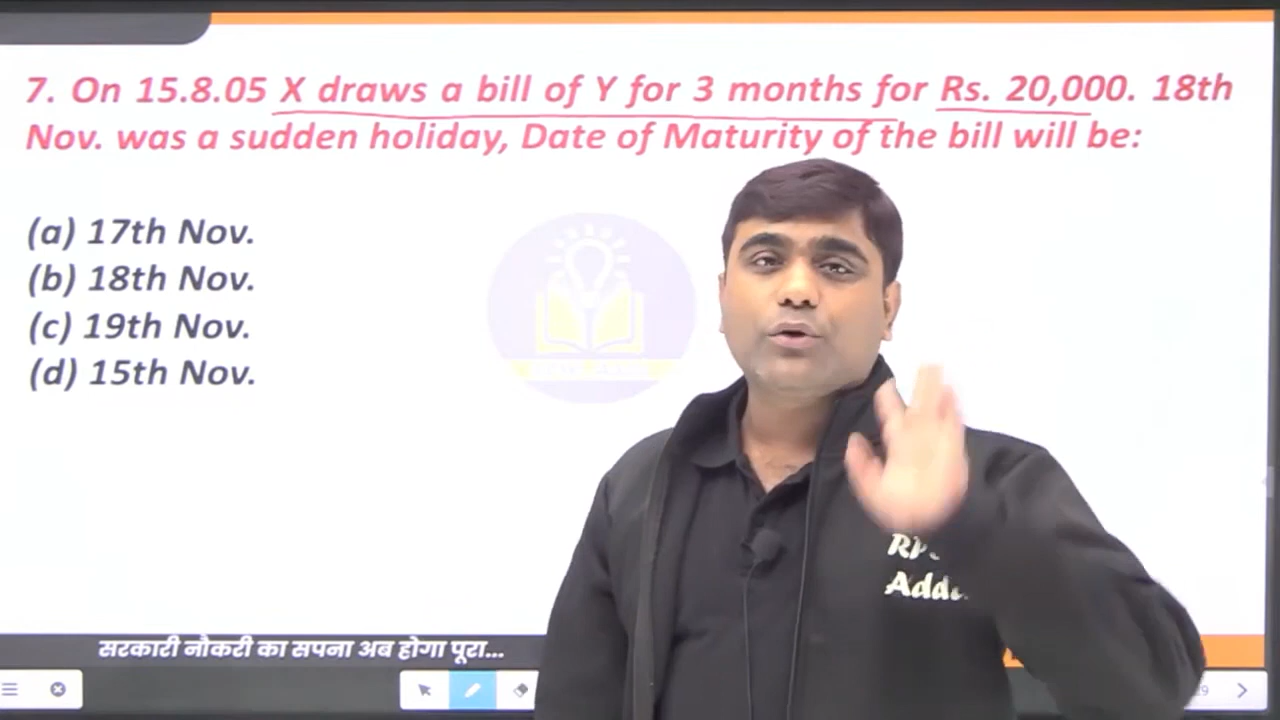 7. On 15.8.05 X draws a bill of Y for 3 months for Rs. 20,000. 18th
Nov. was a sudden holiday, Date of Maturity of the bill will be:
(a) 17th Nov.
(b) 18th Nov.
(c) 19th Nov.
(d) 15th Nov.
सरकारी नौकरी का सपना अब होगा पूरा...